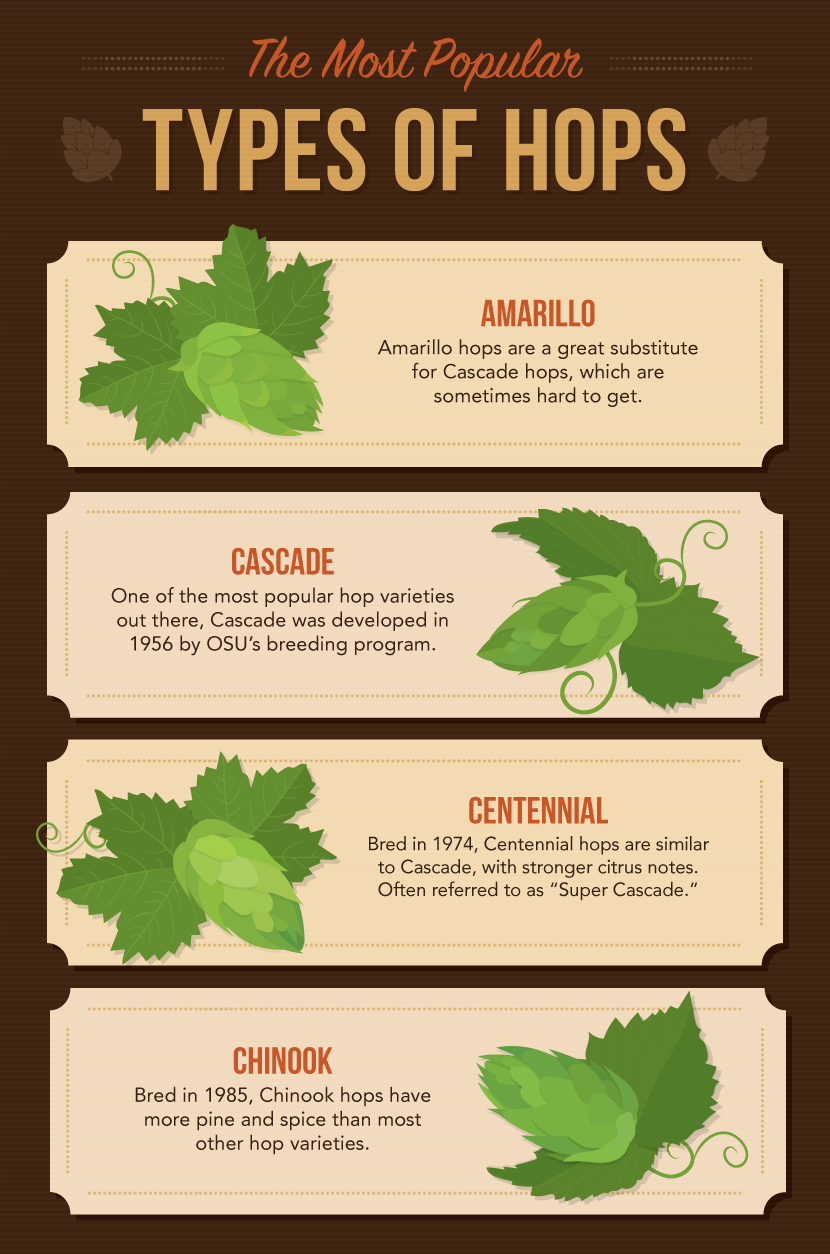 The Most Popular
TYPES OF HOPS
AMARILLO
Amarillo hops are a great substitute
for Cascade hops, which are
sometimes hard to get.
CASCADE
One of the most popular hop varieties
out there, Cascade was developed in
1956 by OSU’s breeding program.
CENTENNIAL
Bred in 1974, Centennial hops are similar
to Cascade, with stronger citrus notes.
Often referred to as “Super Cascade.“
CHINOOK
Bred in 1985, Chinook hops have
more pine and spice than most
other hop varieties.